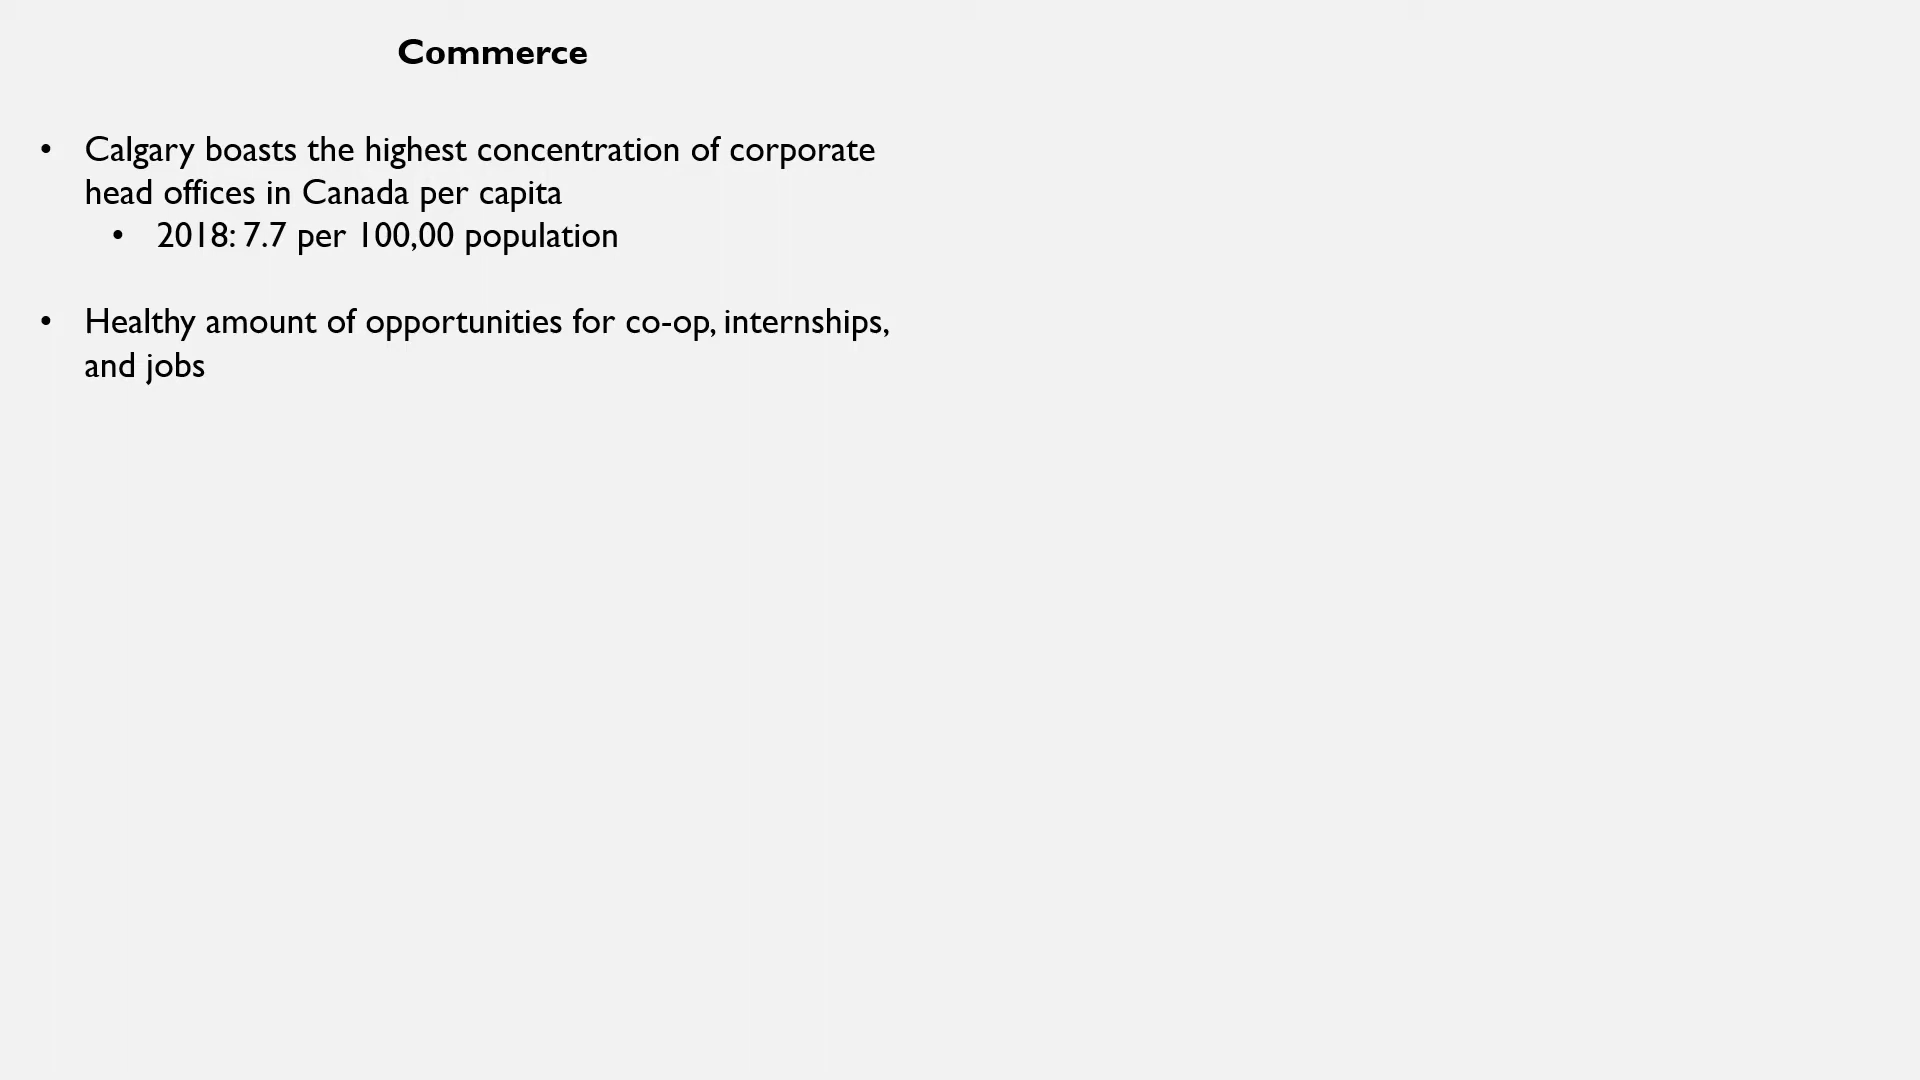 Commerce
• Calgary boasts the highest concentration of corporate
head offices in Canada per capita
• 2018: 7.7 per 100,00 population
• Healthy amount of opportunities for co-op, internships,
and jobs